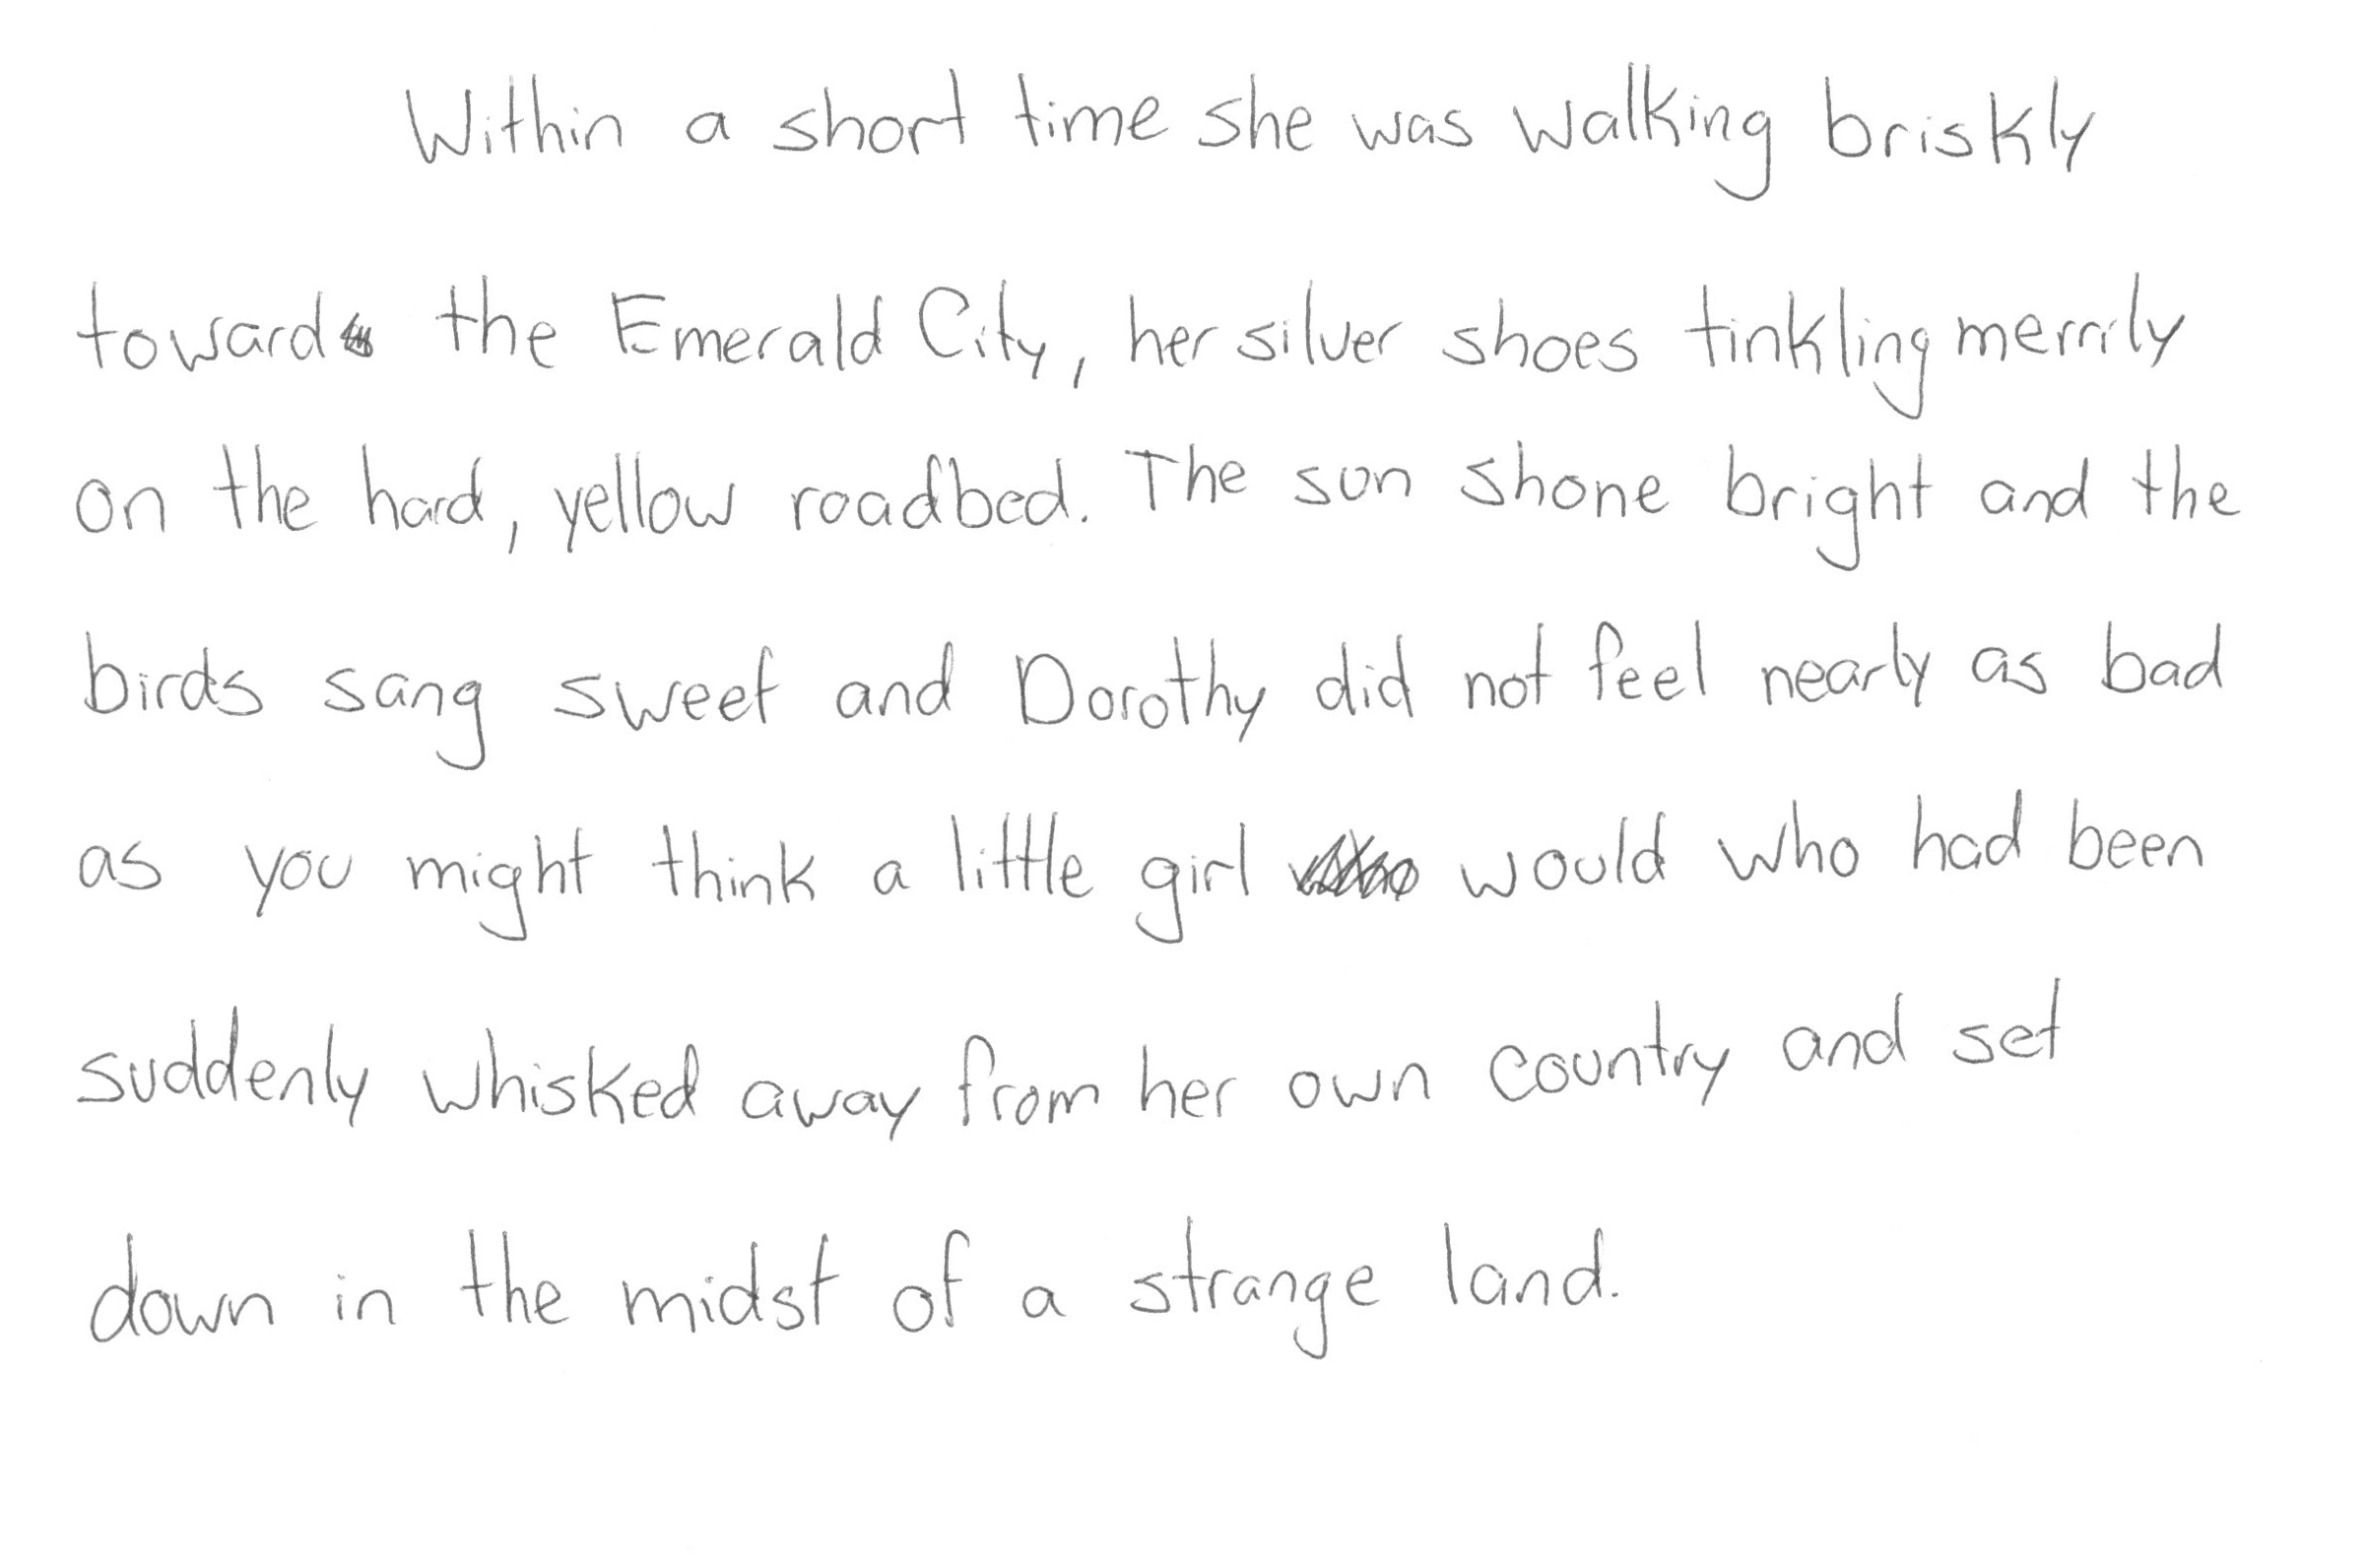 Within a short time she was walking briskly
toward the Emerald City, her silver shoes tinkling merrily
on the hard, yellow roadbed. The sun shone bright and the
birds sang sweet and Dorothy did not feel nearly as bad
as you might think a little girl would who had been
suddenly whisked away from her own country and set
down in the midst of a strange land.